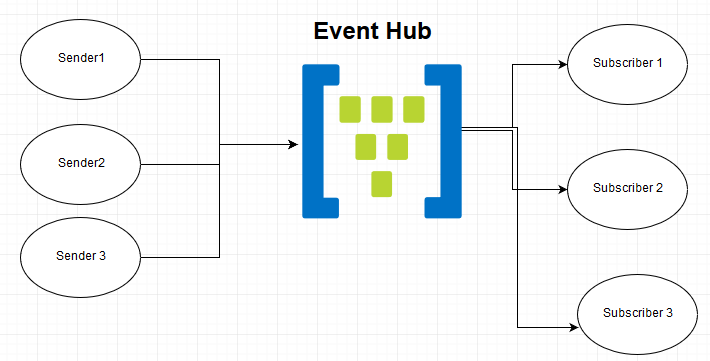 Event Hub
Sender1
Subscriber 1
Sender2
Subscriber 2
Sender 3
Subscriber 3